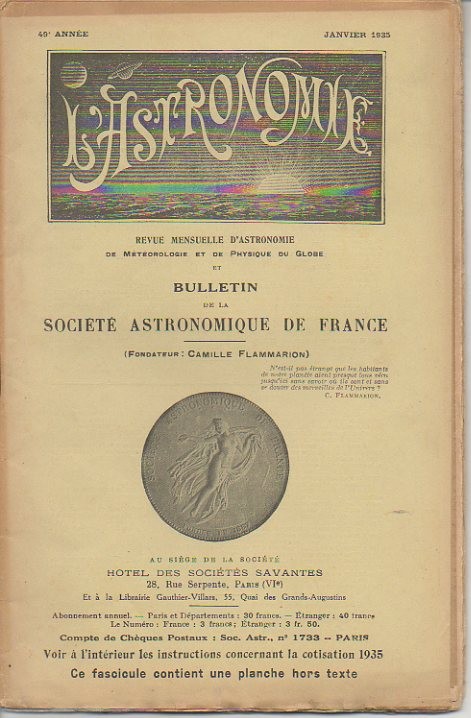 49ᵉ ANNÉE
JANVIER 1935
L'ASTRONOMIE
REVUE MENSUELLE D'ASTRONOMIE
DE MÉTÉOROLOGIE ET DE PHYSIQUE DU GLOBE
ET
BULLETIN
DE LA
SOCIÉTÉ ASTRONOMIQUE DE FRANCE
(FONDATEUR : CAMILLE FLAMMARION)
N'est-il pas étrange que les habitants
de notre planète aient presque tous vécu
jusqu'ici sans savoir où ils sont et sans
se douter des merveilles de l'Univers ?
C. FLAMMARION.
SOCIÉTÉ ASTRONOMIQUE DE FRANCE
AU SIÈGE DE LA SOCIÉTÉ
HOTEL DES SOCIÉTÉS SAVANTES
28, Rue Serpente, PARIS (VIᵉ)
Et à la Librairie Gauthier-Villars, 55, Quai des Grands-Augustins
Abonnement annuel. — Paris et Départements : 30 francs. — Étranger : 40 francs
Le Numéro : France : 3 francs ; Étranger : 3 fr. 50.
Compte de Chèques Postaux : Soc. Astr., n° 1733 — PARIS
Voir à l'intérieur les instructions concernant la cotisation 1935
Ce fascicule contient une planche hors texte